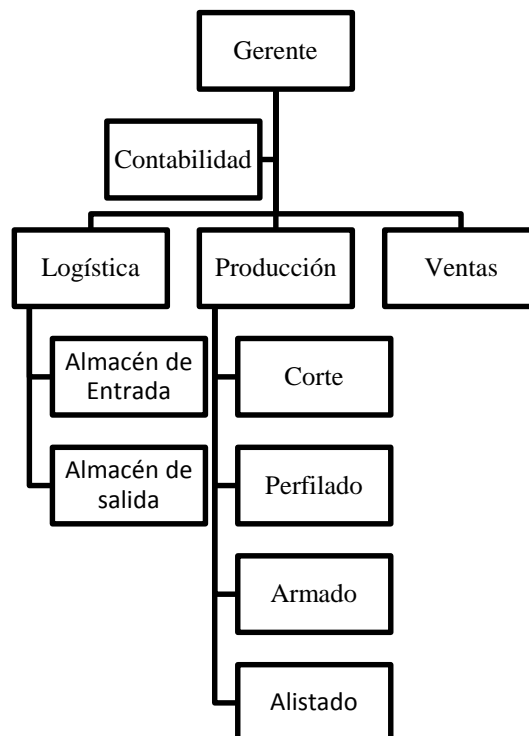 Gerente
Contabilidad
Logística
Producción
Ventas
Almacén de
Entrada
Almacén de
salida
Corte
Perfilado
Armado
Alistado